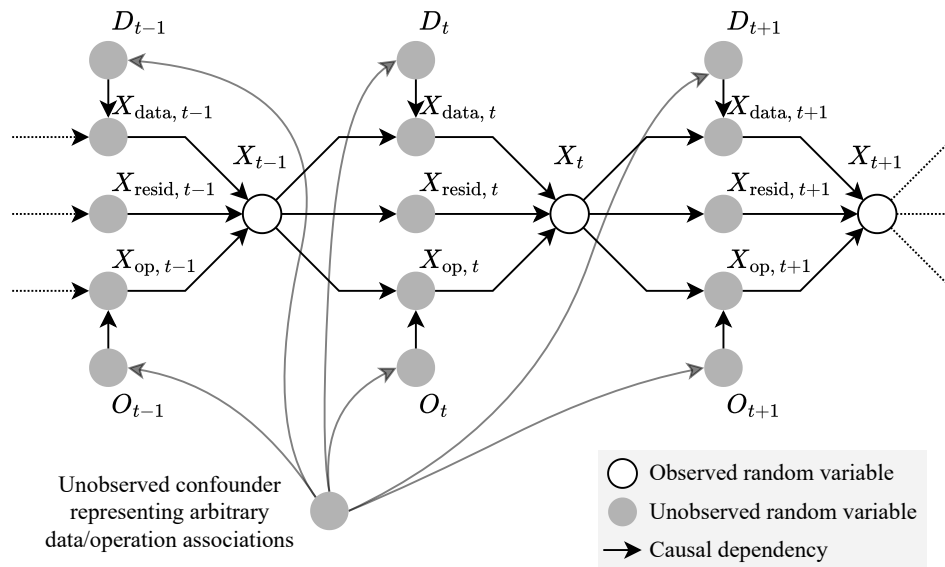 D_{t−1}
D_t
D_{t+1}
X_{data, t−1}
X_{data, t}
X_{data, t+1}
X_{t−1}
X_t
X_{t+1}
X_{resid, t−1}
X_{resid, t}
X_{resid, t+1}
X_{op, t−1}
X_{op, t}
X_{op, t+1}
O_{t−1}
O_t
O_{t+1}
Unobserved confounder
representing arbitrary
data/operation associations
Observed random variable
Unobserved random variable
Causal dependency